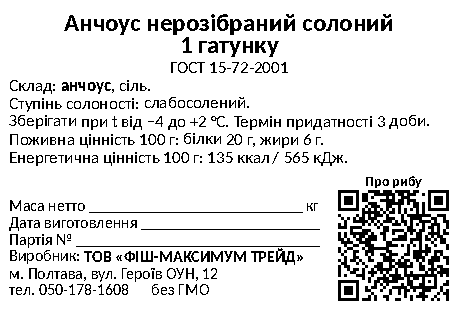 Анчоус нерозібраний солоний
1 гатунку
ГОСТ 15-72-2001
Склад: анчоус, сіль.
Ступінь солоності: слабосолений.
Зберігати при t від −4 до +2 °C. Термін придатності 3 доби.
Поживна цінність 100 г: білки 20 г, жири 6 г.
Енергетична цінність 100 г: 135 ккал / 565 кДж.
Про рибу
Маса нетто ____________________ кг
Дата виготовлення ____________________
Партія № ____________________
Виробник: ТОВ «ФІШ-МАКСИМУМ ТРЕЙД»
м. Полтава, вул. Героїв ОУН, 12
тел. 050-178-1608 без ГМО